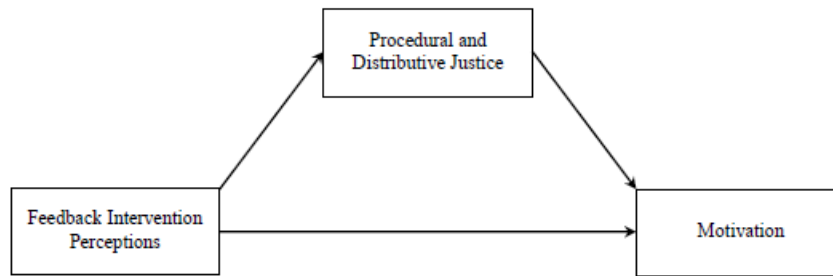 Procedural and
Distributive Justice
Feedback Intervention
Perceptions
Motivation